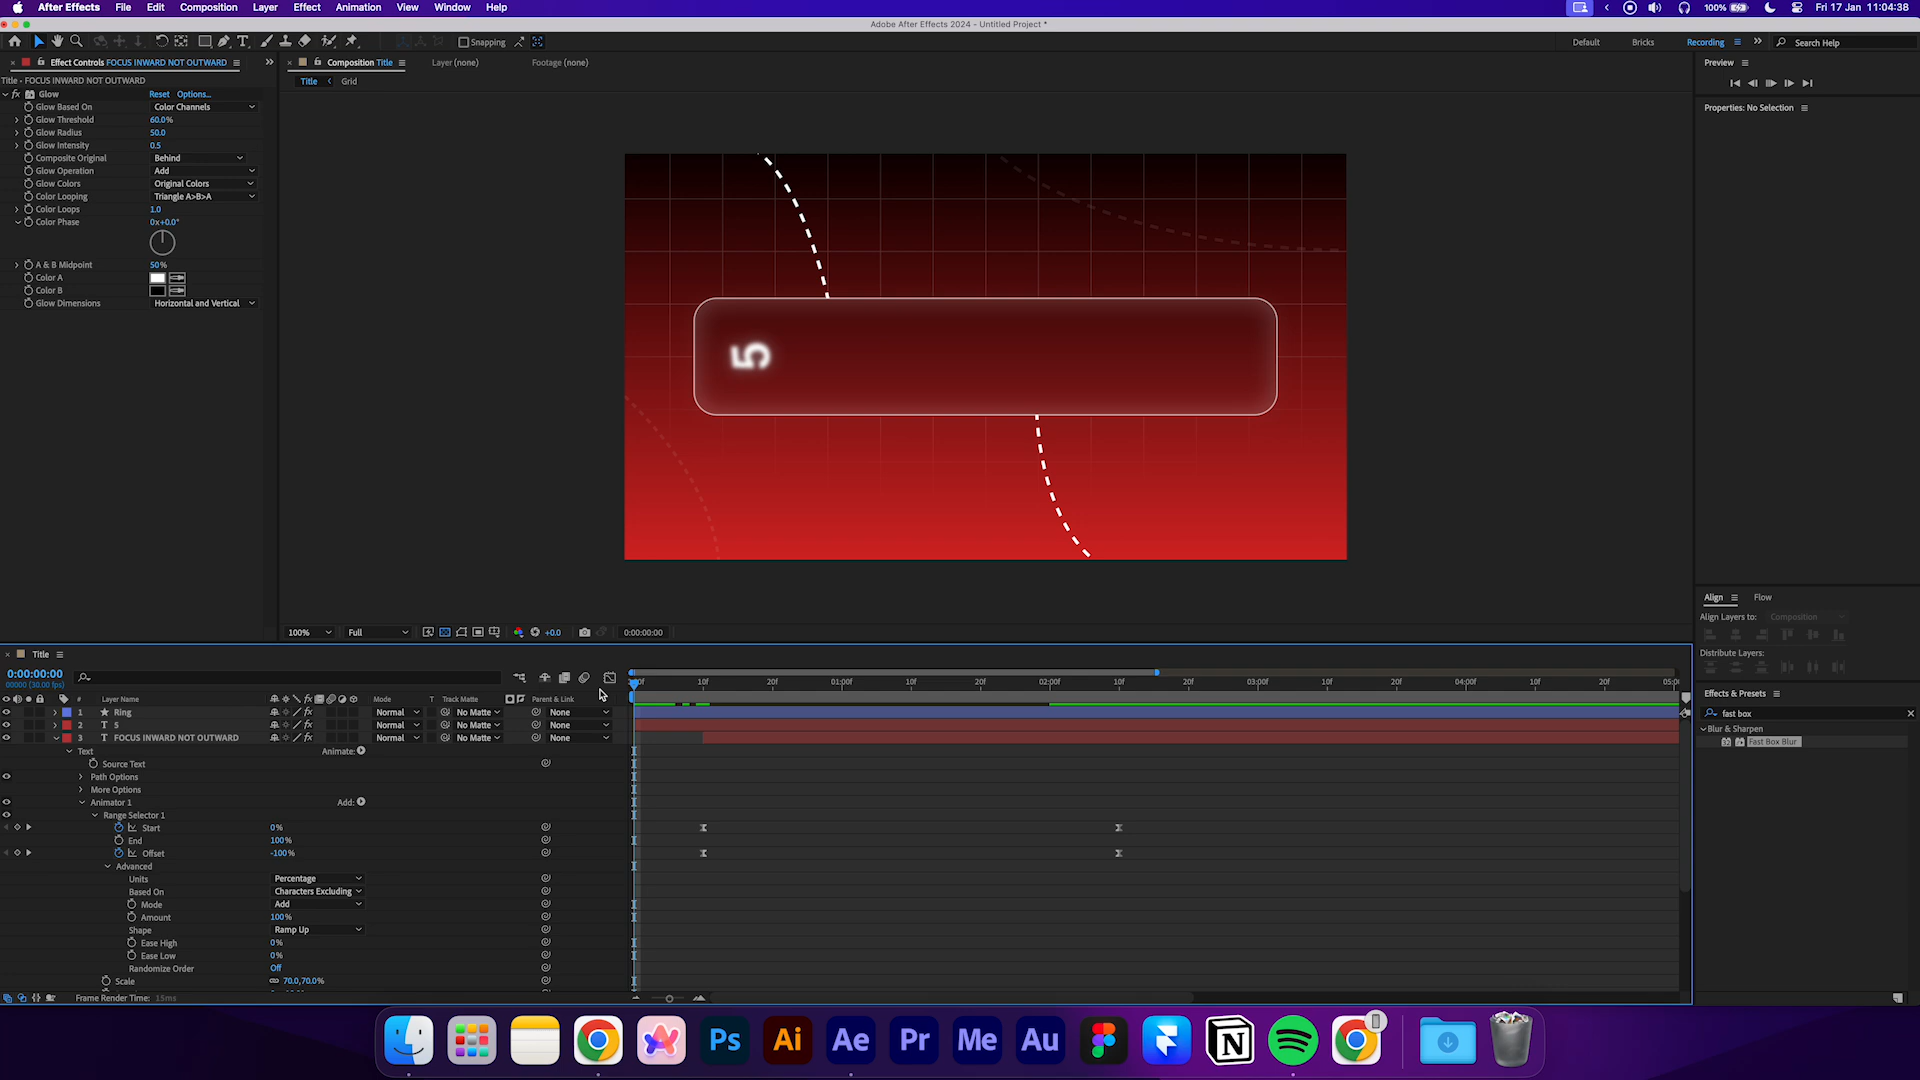 After Effects File Edit Composition Layer Effect Animation View Window Help 100% Fri 17 Jan 11:04:38
Adobe After Effects 2024 - Untitled Project *
Snapping Default Bricks Recording Search Help
Effect Controls FOCUS INWARD NOT OUTWARD Composition Title Layer (none) Footage (none) Preview
Title - FOCUS INWARD NOT OUTWARD Title Grid
fx Glow Reset Options...
Glow Based On Color Channels
Glow Threshold 60.0%
Glow Radius 50.0
Glow Intensity 0.5
Composite Original Behind
Glow Operation Add
Glow Colors Original Colors
Color Looping Triangle A>B>A
Color Loops 1.0
Color Phase 0x+0.0°
A & B Midpoint 50%
Color A
Color B
Glow Dimensions Horizontal and Vertical
Properties: No Selection
5
Align Flow
Align Layers to: Composition
Distribute Layers:
100% Full +0.0 0:00:00:00
Title
0:00:00:00
00000 (30.00 fps)
10f 20f 01:00f 10f 20f 02:00f 10f 20f 03:00f 10f 20f 04:00f 10f 20f
# Layer Name Mode T Track Matte Parent & Link
1 Ring Normal No Matte None
2 T 5 Normal No Matte None
3 T FOCUS INWARD NOT OUTWARD Normal No Matte None
Text Animate:
Source Text
Path Options
More Options
Animator 1 Add:
Range Selector 1
Start 0%
End 100%
Offset -100%
Advanced
Units Percentage
Based On Characters Excluding
Mode Add
Amount 100%
Shape Ramp Up
Ease High 0%
Ease Low 0%
Randomize Order Off
Scale 70.0,70.0%
Frame Render Time: 15ms
Effects & Presets
fast box
Blur & Sharpen
Fast Box Blur
Ps Ai Ae Pr Me Au